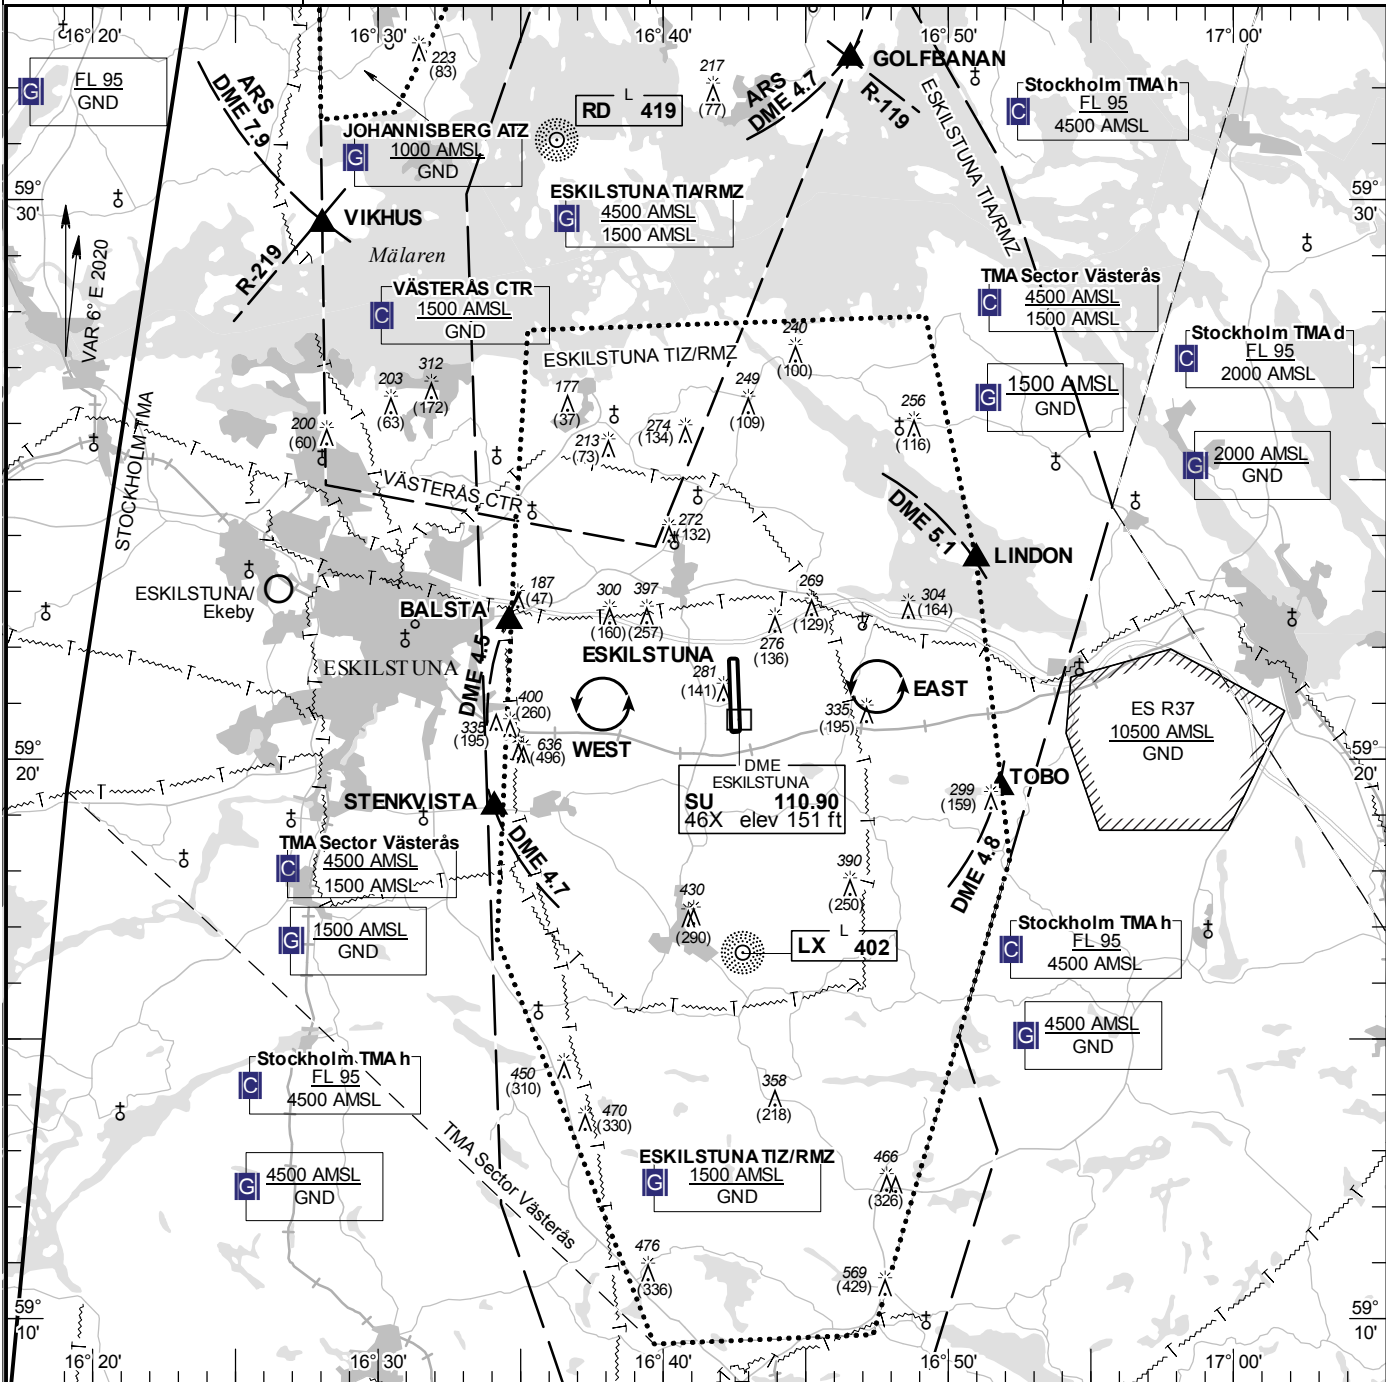 16°20'
16°30'
16°40'
16°50'
17°00'
G
FL 95
GND
ARS
DME 7.9
223
(83)
217
(77)
RD L 419
ARS
DME 4.7
GOLFBANAN
R-119
ESKILSTUNA TIA/RMZ
Stockholm TMA h
C
FL 95
4500 AMSL
JOHANNISBERG ATZ
G
1000 AMSL
GND
59°
30'
59°
30'
ESKILSTUNA TIA/RMZ
G
4500 AMSL
1500 AMSL
VIKHUS
R-219
Mälaren
VAR 6° E 2020
VÄSTERÅS CTR
C
1500 AMSL
GND
TMA Sector Västerås
C
4500 AMSL
1500 AMSL
Stockholm TMA d
C
FL 95
2000 AMSL
ESKILSTUNA TIZ/RMZ
240
(100)
312
(172)
203
(63)
177
(37)
249
(109)
G
1500 AMSL
GND
256
(116)
200
(60)
213
(73)
274
(134)
G
2000 AMSL
GND
STOCKHOLM TMA
VÄSTERÅS CTR
272
(132)
DME 5.1
LINDON
ESKILSTUNA/
Ekeby
187
(47)
BALSTA
300
(160)
397
(257)
269
(129)
304
(164)
276
(136)
ESKILSTUNA
ESKILSTUNA
DME 4.5
281
(141)
EAST
335
(195)
400
(260)
335
(195)
636
(496)
WEST
ES R37
10500 AMSL
GND
59°
20'
59°
20'
DME
ESKILSTUNA
SU 110.90
46X elev 151 ft
TOBO
299
(159)
STENKVISTA
DME 4.7
DME 4.8
TMA Sector Västerås
C
4500 AMSL
1500 AMSL
390
(250)
430
(290)
G
1500 AMSL
GND
LX L 402
Stockholm TMA h
C
FL 95
4500 AMSL
G
4500 AMSL
GND
Stockholm TMA h
C
FL 95
4500 AMSL
450
(310)
470
(330)
358
(218)
TMA Sector Västerås
ESKILSTUNA TIZ/RMZ
G
1500 AMSL
GND
466
(326)
G
4500 AMSL
GND
476
(336)
569
(429)
59°
10'
59°
10'
16°20'
16°30'
16°40'
16°50'
17°00'